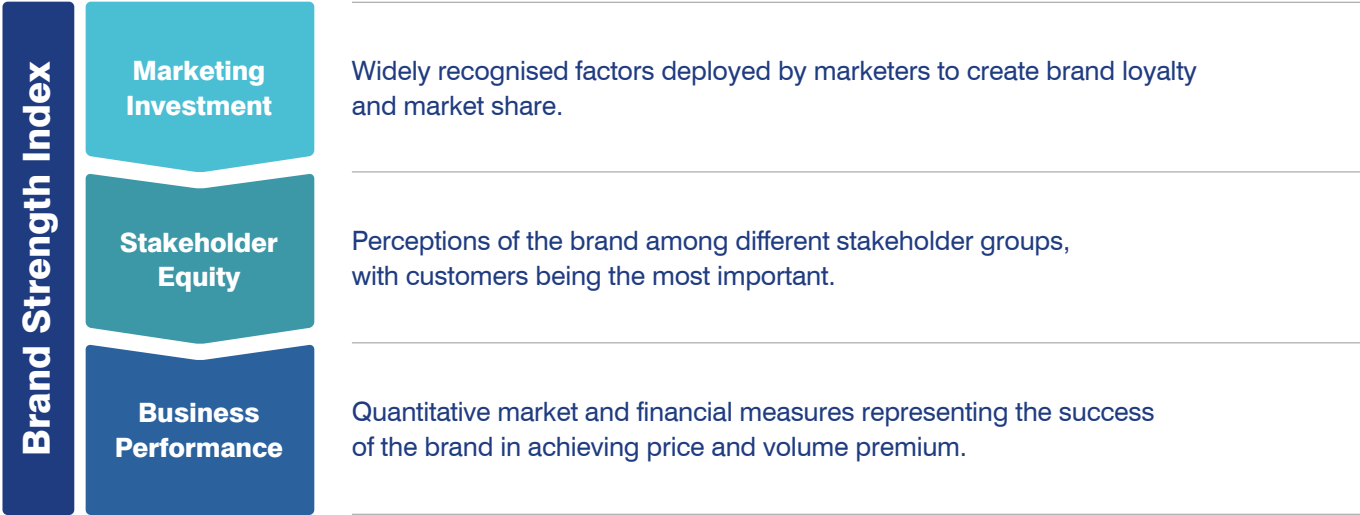 Brand Strength Index
Marketing
Investment
Widely recognised factors deployed by marketers to create brand loyalty
and market share.
Stakeholder
Equity
Perceptions of the brand among different stakeholder groups,
with customers being the most important.
Business
Performance
Quantitative market and financial measures representing the success
of the brand in achieving price and volume premium.